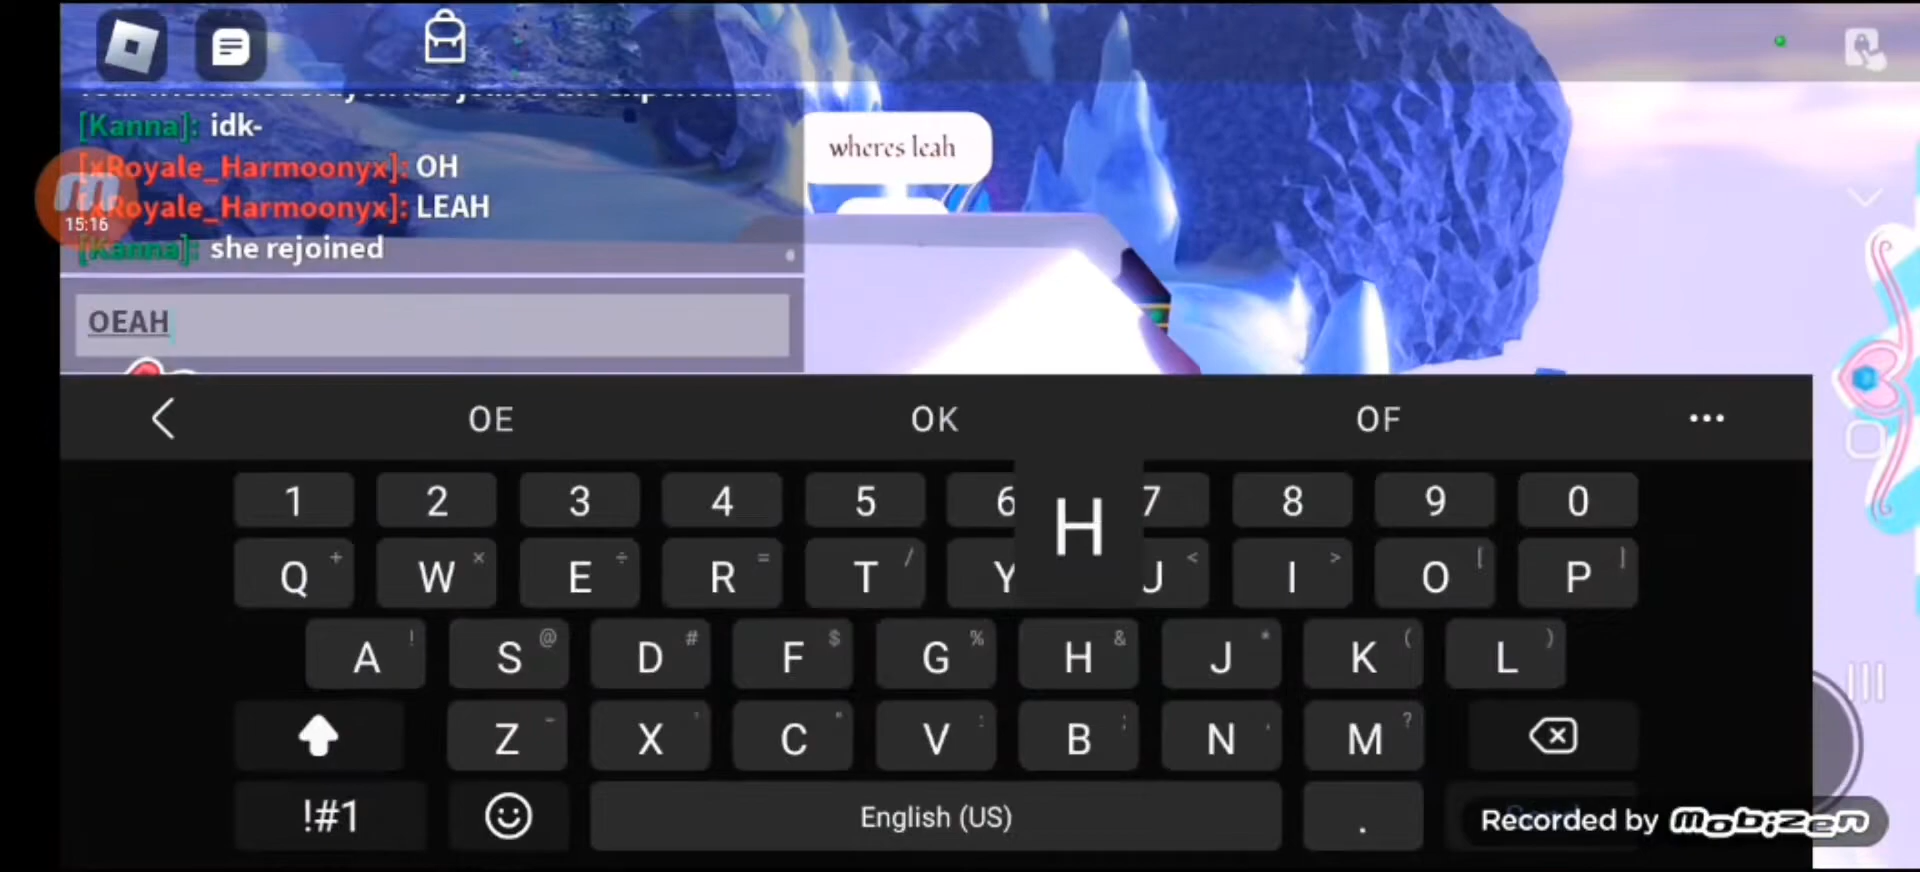 [Kanna]: idk-
wheres leah
[xRoyale_Harmoonyx]: OH
Royale_Harmoonyx]: LEAH
15:16
[Kanna]: she rejoined
OEAH
OE OK OF
1 2 3 4 5 6 7 8 9 0
H
Q + W × E ÷ R = T / Y J < I > O [ P ]
A ! S @ D # F $ G % H & J * K ( L )
Z - X ' C " V : B ; N , M ?
!#1 English (US) .
Recorded by Mobizen